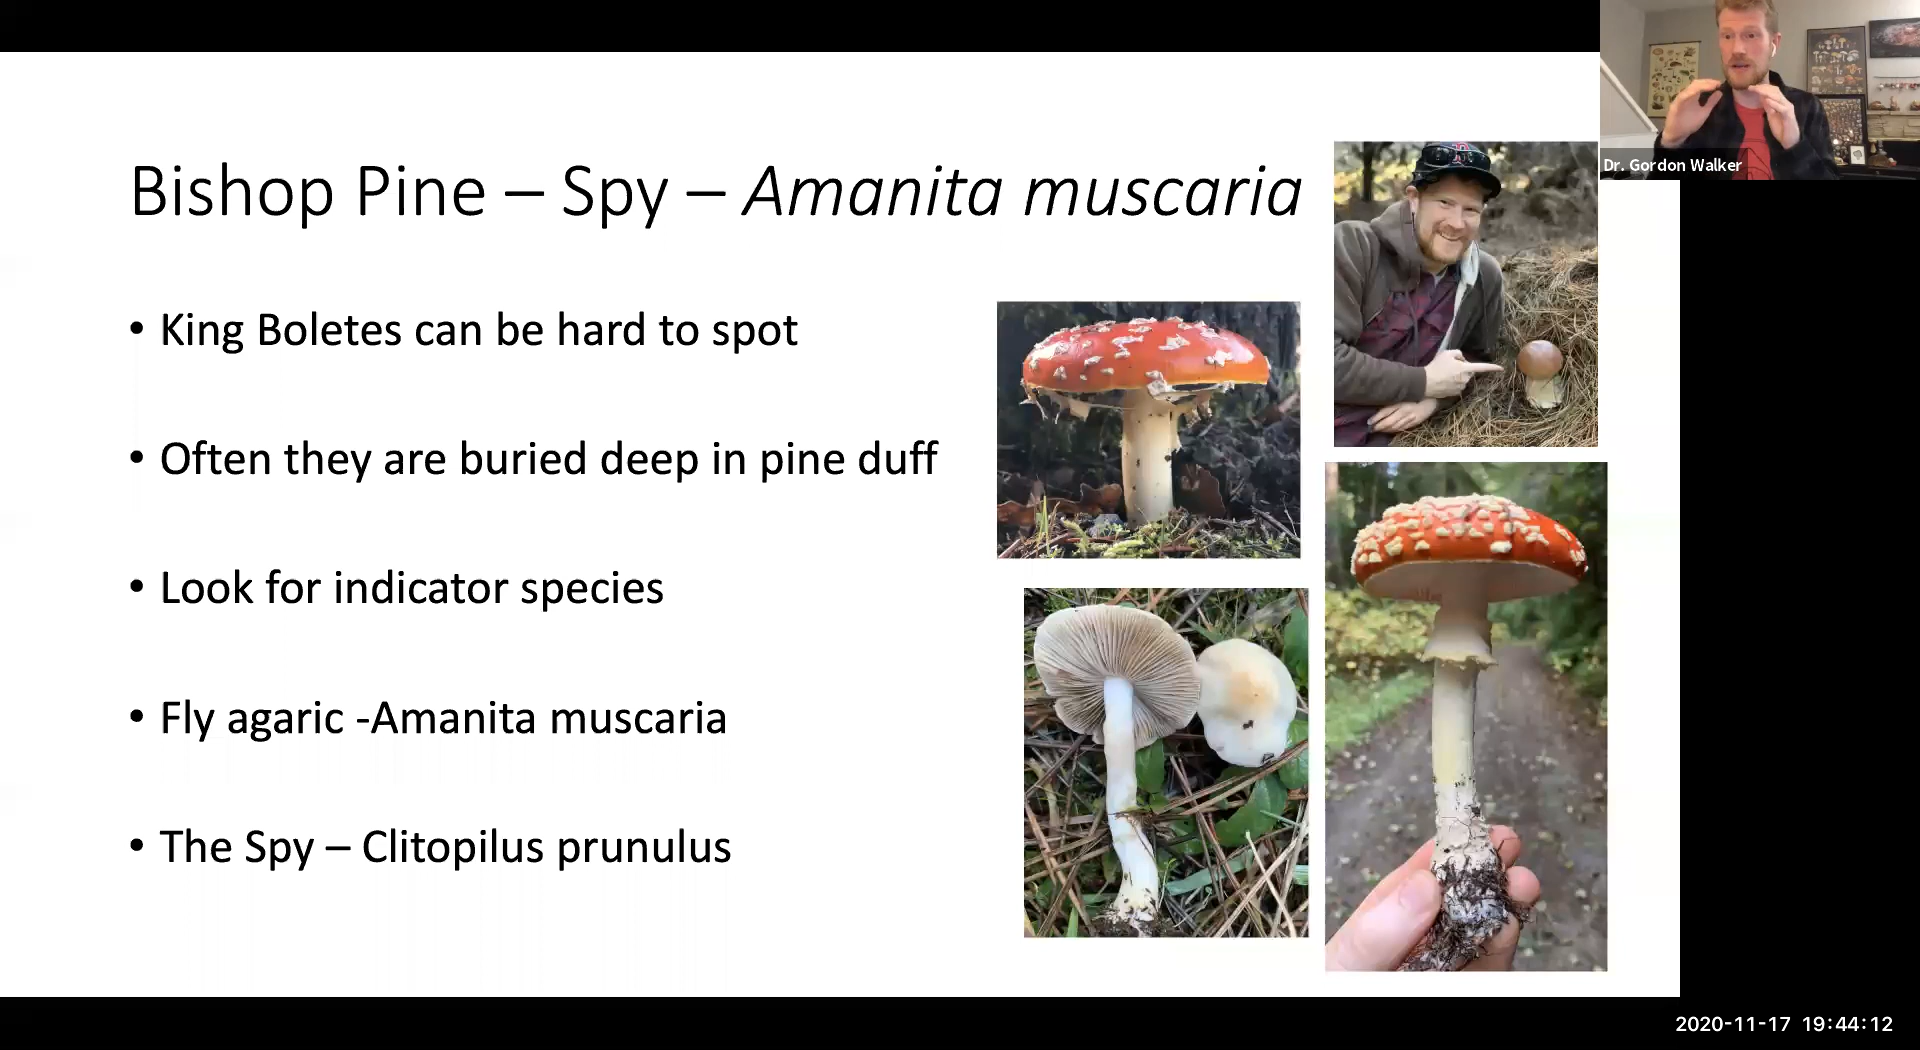 Bishop Pine – Spy – Amanita muscaria
• King Boletes can be hard to spot
• Often they are buried deep in pine duff
• Look for indicator species
• Fly agaric -Amanita muscaria
• The Spy – Clitopilus prunulus
Dr. Gordon Walker
2020-11-17 19:44:12